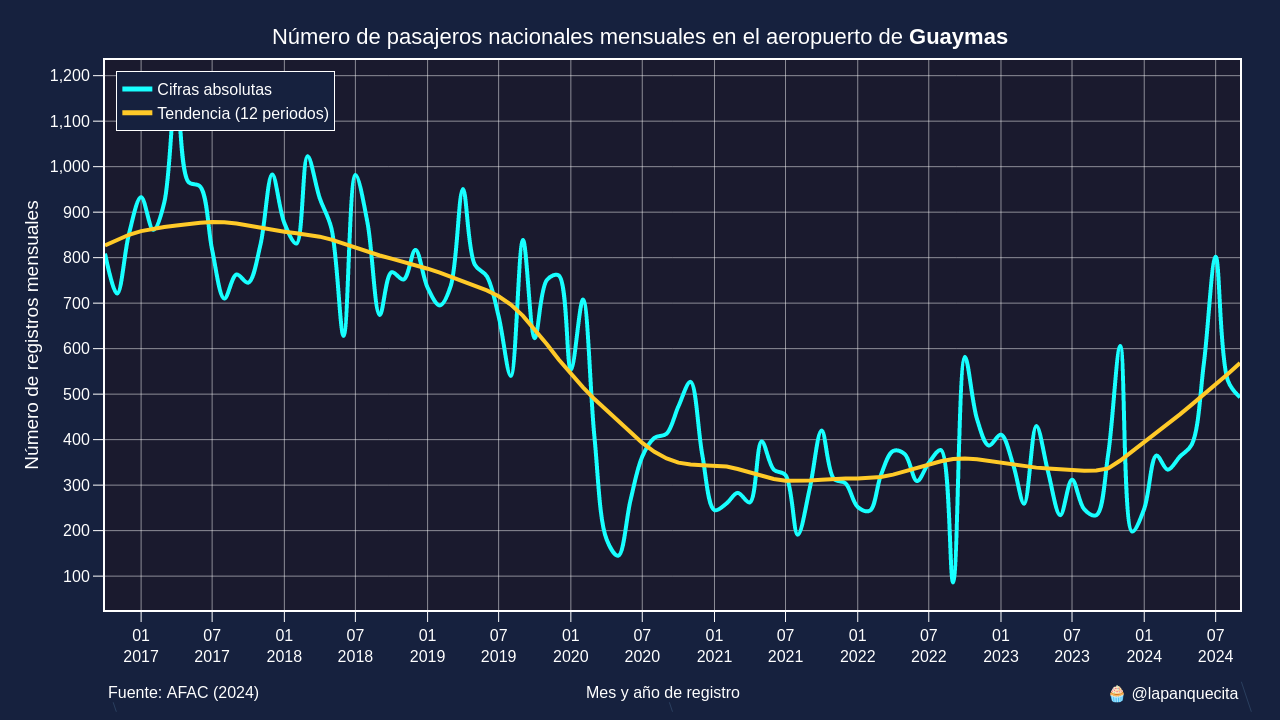 Número de pasajeros nacionales mensuales en el aeropuerto de Guaymas
Cifras absolutas
Tendencia (12 periodos)
Número de registros mensuales
1,200
1,100
1,000
900
800
700
600
500
400
300
200
100
01 07 01 07 01 07 01 07 01 07 01 07 01 07 01 07
2017 2017 2018 2018 2019 2019 2020 2020 2021 2021 2022 2022 2023 2023 2024 2024
Fuente: AFAC (2024) Mes y año de registro 🧁 @lapanquecita